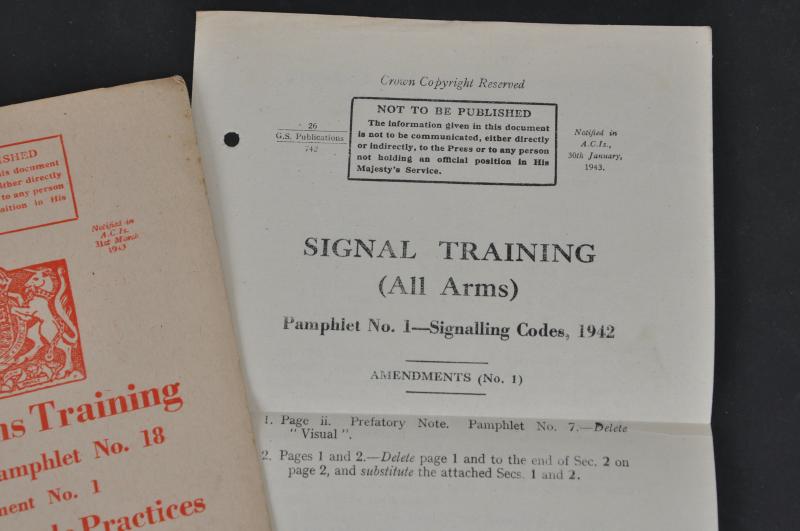 SHED
his document
either directly
to any person
osition in His
Notified in
A.C.Is.
31st March
1943
ns Training
amphlet No. 18
ment No. 1
Practices
Crown Copyright Reserved
26
G.S. Publications
742
NOT TO BE PUBLISHED
The information given in this document
is not to be communicated, either directly
or indirectly, to the Press or to any person
not holding an official position in His
Majesty's Service.
Notified in
A.C.Is.,
30th January,
1943.
SIGNAL TRAINING
(All Arms)
Pamphlet No. 1—Signalling Codes, 1942
AMENDMENTS (No. 1)
1. Page ii. Prefatory Note. Pamphlet No. 7.—Delete
" Visual ".
2. Pages 1 and 2.—Delete page 1 and to the end of Sec. 2 on
page 2, and substitute the attached Secs. 1 and 2.